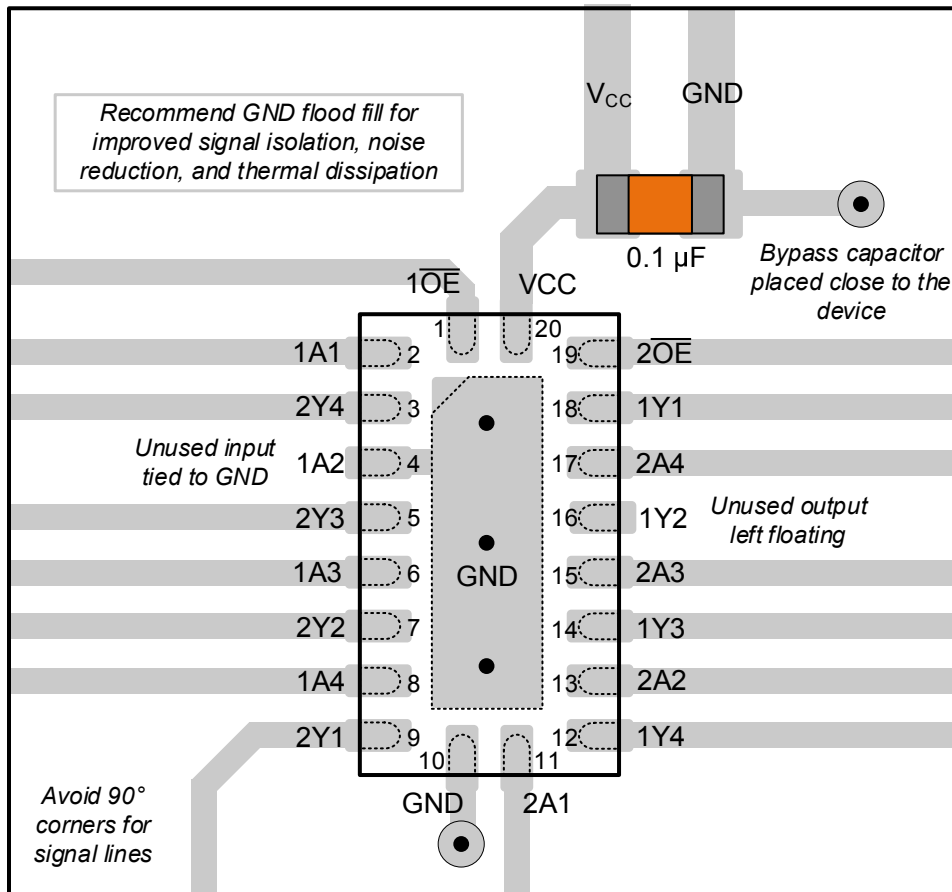 V_CC GND
Recommend GND flood fill for
improved signal isolation, noise
reduction, and thermal dissipation
0.1 µF
Bypass capacitor
placed close to the
device
1O̅E̅ VCC
1 20
1A1 2 19 2O̅E̅
2Y4 3 18 1Y1
Unused input
tied to GND
1A2 4 17 2A4
2Y3 5 16 1Y2
Unused output
left floating
1A3 6 GND 15 2A3
2Y2 7 14 1Y3
1A4 8 13 2A2
2Y1 9 12 1Y4
10 11
GND 2A1
Avoid 90°
corners for
signal lines